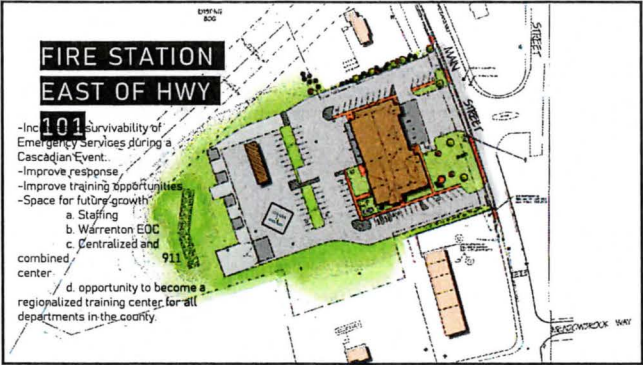 FIRE STATION
EAST OF HWY
101
survivability of
Emergency Services during a
Cascadian Event.
-Improve response
-Improve training opportunities
-Space for future growth
a. Staffing
b. Warrenton EOC
c. Centralized and
combined 911
center
d. opportunity to become a
regionalized training center for all
departments in the county.
BOG
MAIN
STREET
STREET
WAY